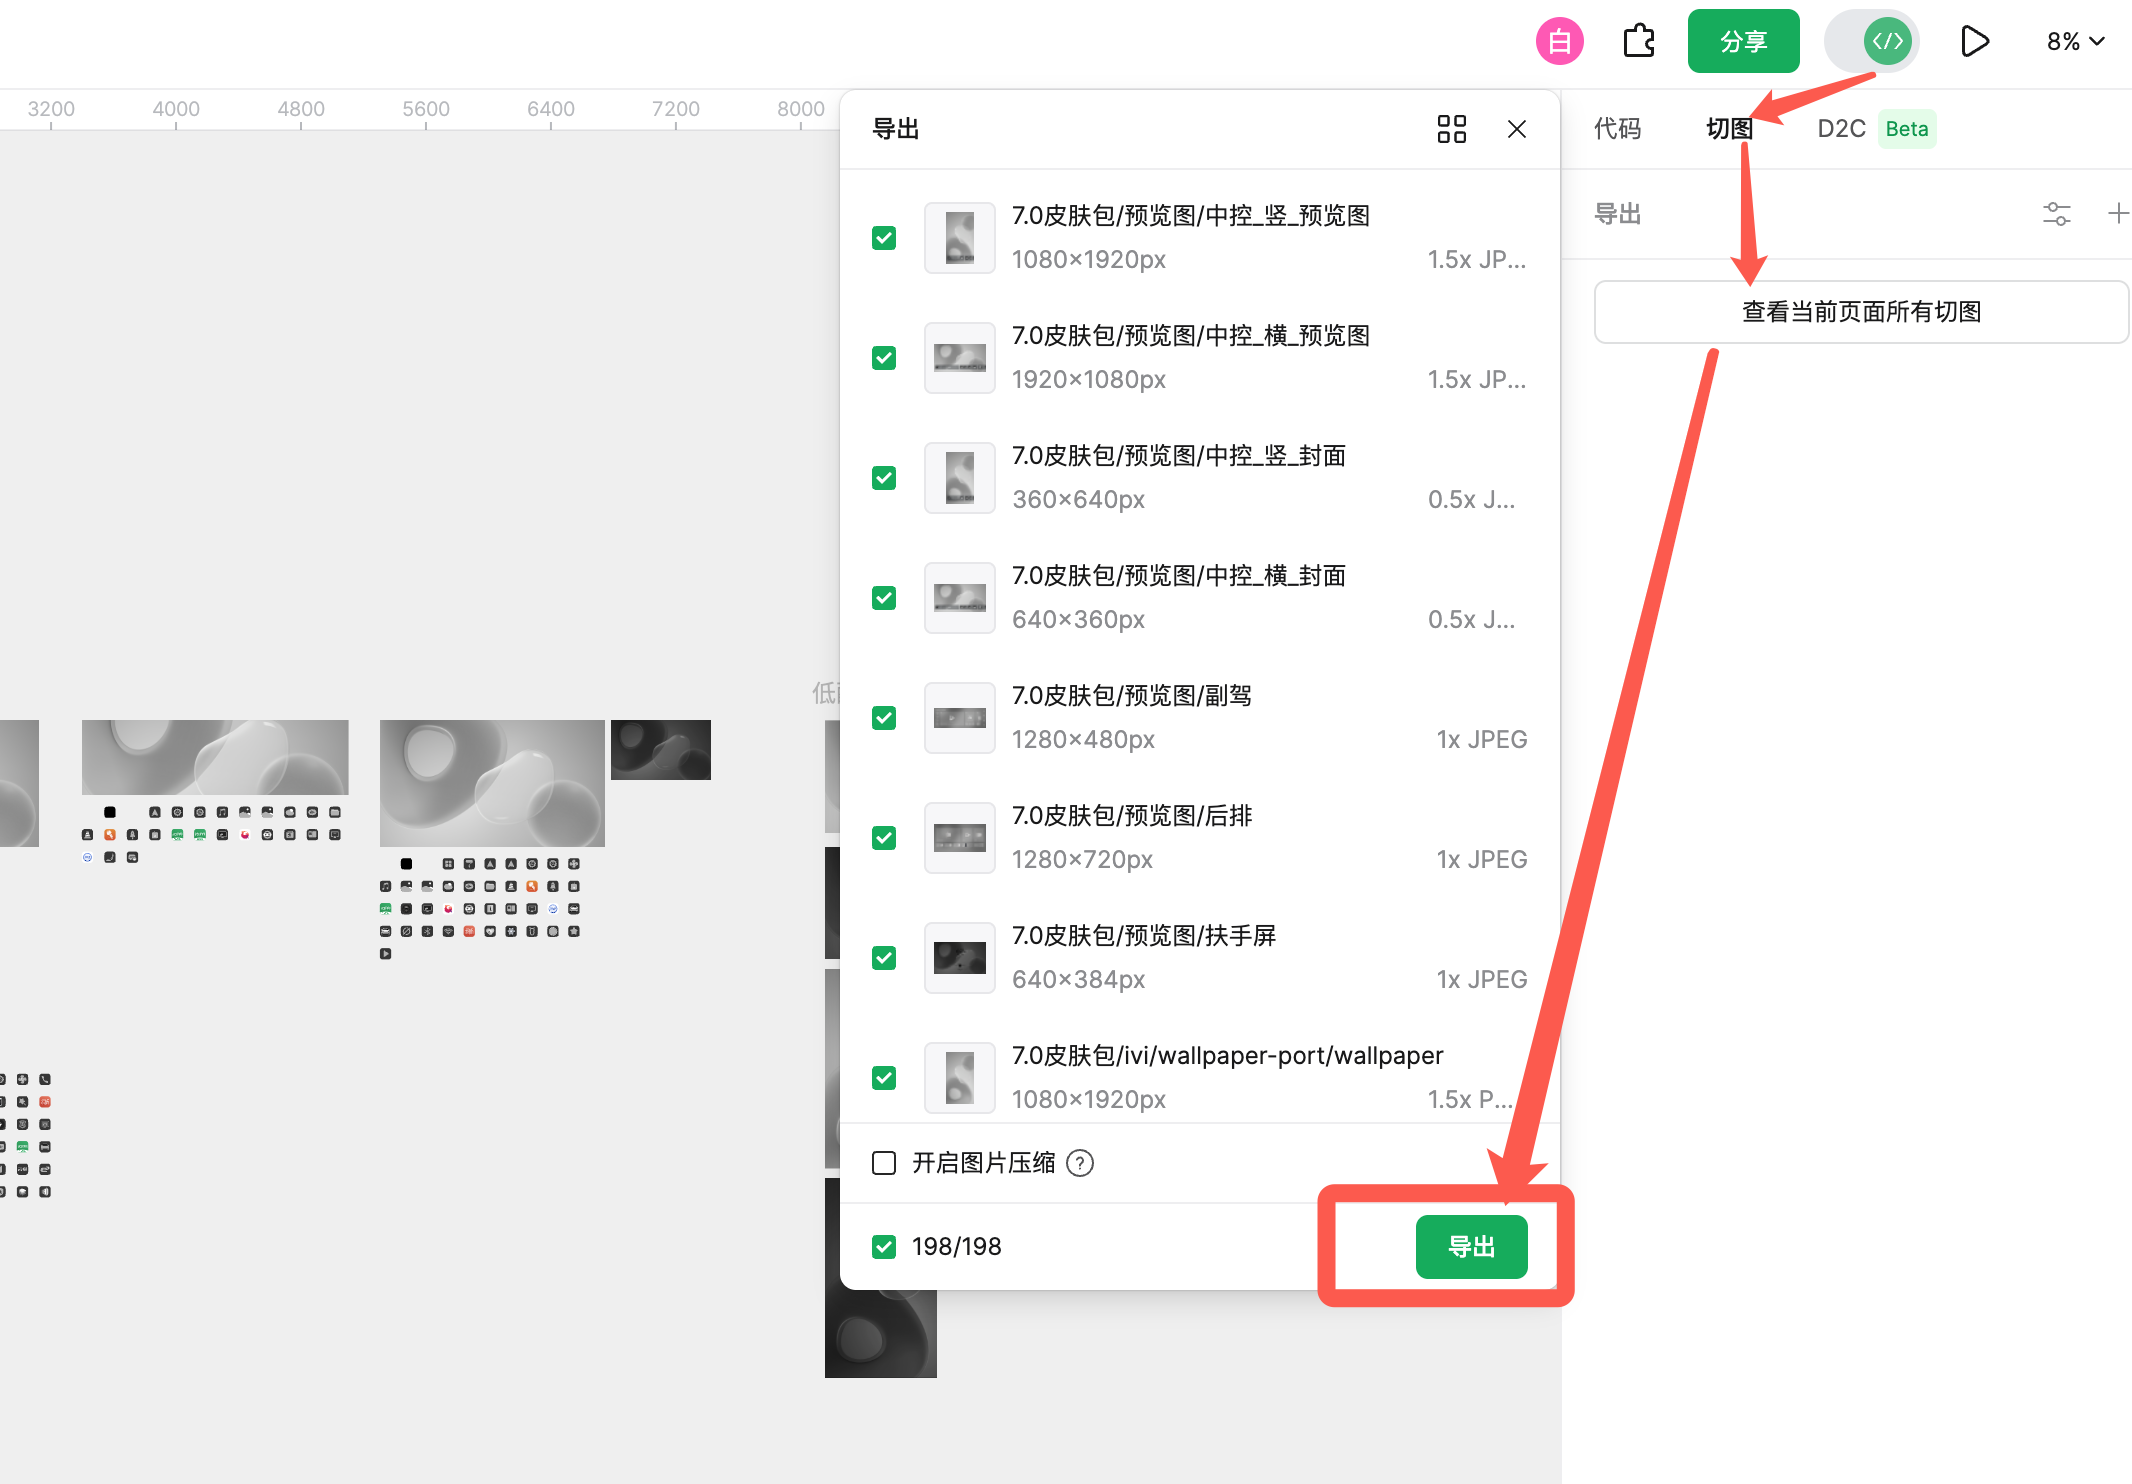 白
分享
</>
8%
3200 4000 4800 5600 6400 7200 8000
导出
代码 切图 D2C Beta
导出
查看当前页面所有切图
7.0皮肤包/预览图/中控_竖_预览图
1080×1920px 1.5x JP...
7.0皮肤包/预览图/中控_横_预览图
1920×1080px 1.5x JP...
7.0皮肤包/预览图/中控_竖_封面
360×640px 0.5x J...
7.0皮肤包/预览图/中控_横_封面
640×360px 0.5x J...
7.0皮肤包/预览图/副驾
1280×480px 1x JPEG
7.0皮肤包/预览图/后排
1280×720px 1x JPEG
7.0皮肤包/预览图/扶手屏
640×384px 1x JPEG
7.0皮肤包/ivi/wallpaper-port/wallpaper
1080×1920px 1.5x P...
低
开启图片压缩 ?
198/198 导出